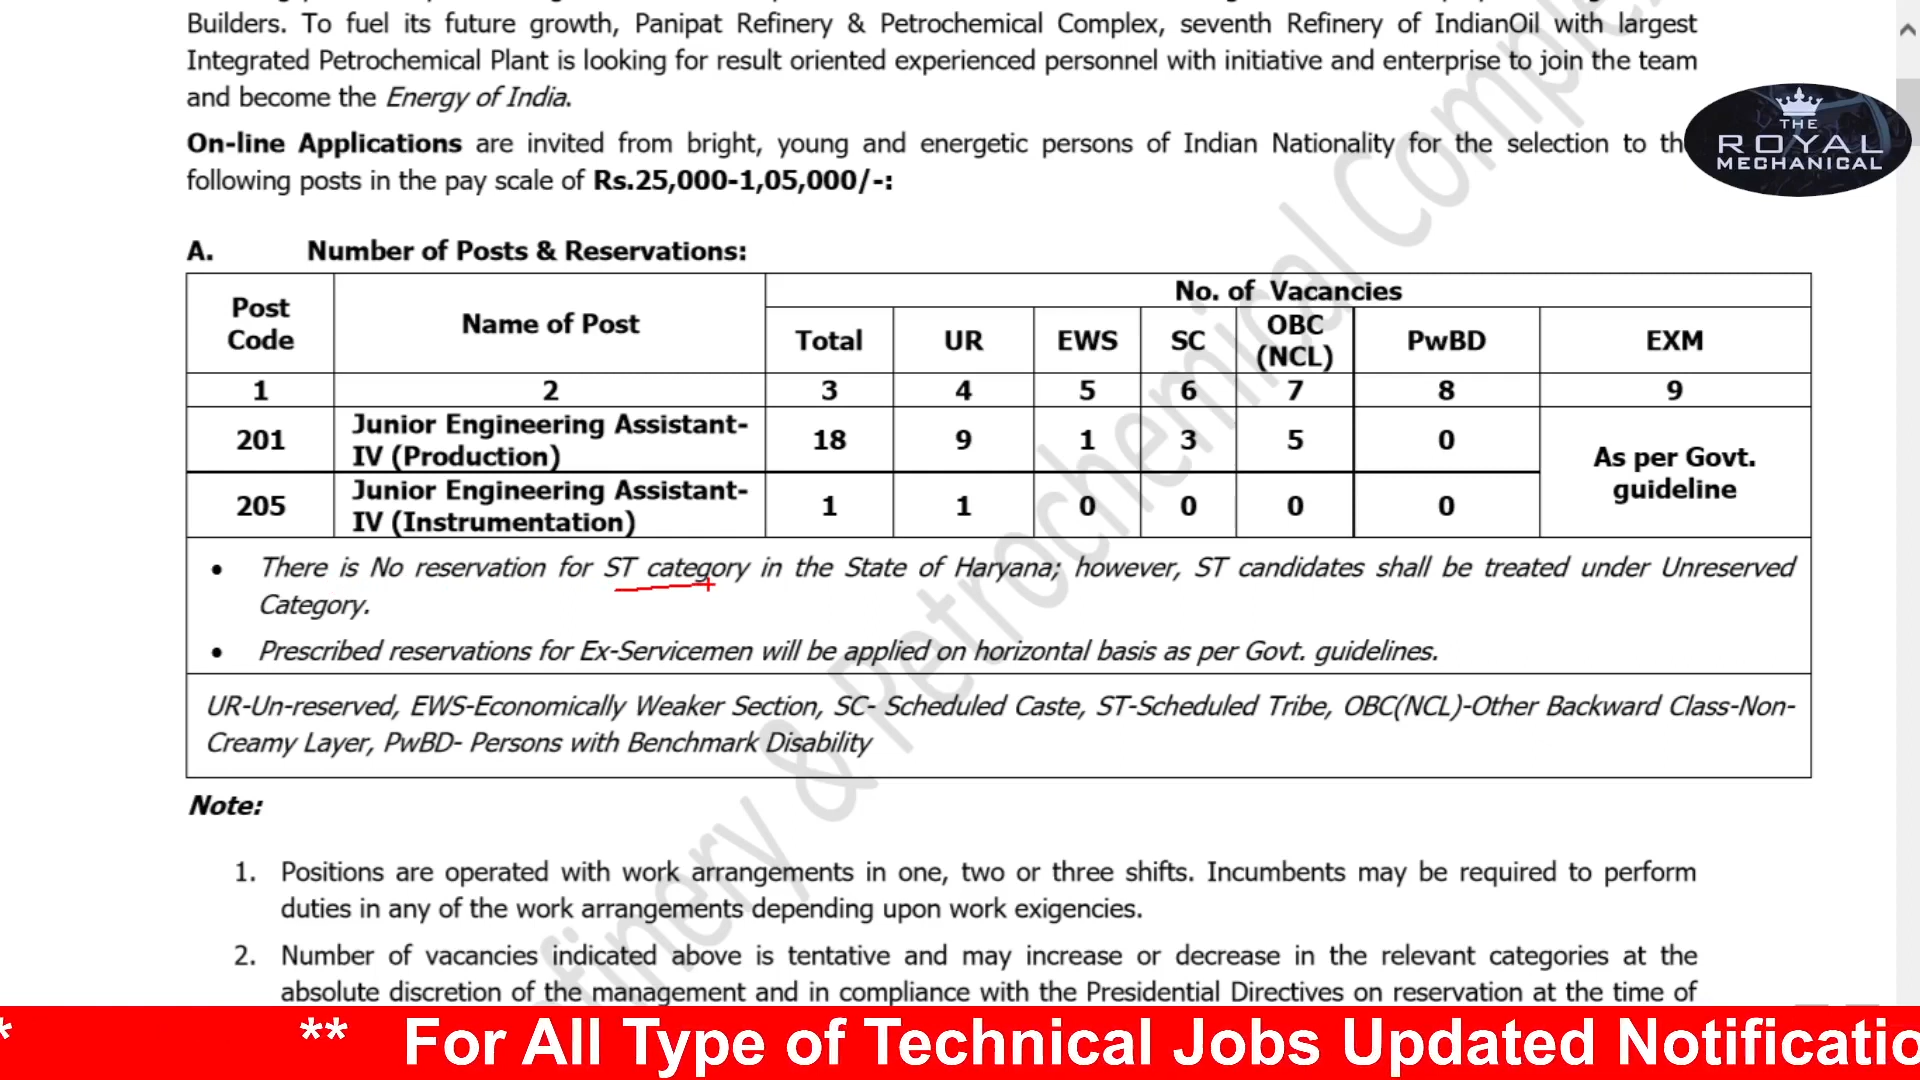 Builders. To fuel its future growth, Panipat Refinery & Petrochemical Complex, seventh Refinery of IndianOil with largest
Integrated Petrochemical Plant is looking for result oriented experienced personnel with initiative and enterprise to join the team
and become the Energy of India.
On-line Applications are invited from bright, young and energetic persons of Indian Nationality for the selection to th
following posts in the pay scale of Rs.25,000-1,05,000/-:
THE
ROYAL
MECHANICAL
A. Number of Posts & Reservations:
Post Code Name of Post No. of Vacancies
Total UR EWS SC OBC (NCL) PwBD EXM
1 2 3 4 5 6 7 8 9
201 Junior Engineering Assistant-IV (Production) 18 9 1 3 5 0 As per Govt. guideline
205 Junior Engineering Assistant-IV (Instrumentation) 1 1 0 0 0 0
• There is No reservation for ST category in the State of Haryana; however, ST candidates shall be treated under Unreserved
Category.
• Prescribed reservations for Ex-Servicemen will be applied on horizontal basis as per Govt. guidelines.
UR-Un-reserved, EWS-Economically Weaker Section, SC- Scheduled Caste, ST-Scheduled Tribe, OBC(NCL)-Other Backward Class-Non-
Creamy Layer, PwBD- Persons with Benchmark Disability
Note:
1. Positions are operated with work arrangements in one, two or three shifts. Incumbents may be required to perform
duties in any of the work arrangements depending upon work exigencies.
2. Number of vacancies indicated above is tentative and may increase or decrease in the relevant categories at the
absolute discretion of the management and in compliance with the Presidential Directives on reservation at the time of
finery & Petrochemical Comple
* ** For All Type of Technical Jobs Updated Notificatio